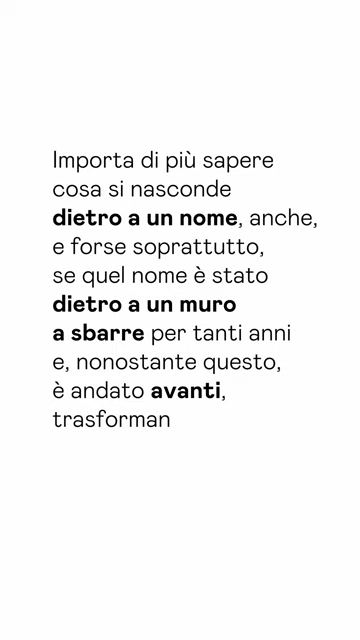 Importa di più sapere
cosa si nasconde
dietro a un nome, anche,
e forse soprattutto,
se quel nome è stato
dietro a un muro
a sbarre per tanti anni
e, nonostante questo,
è andato avanti,
trasforman